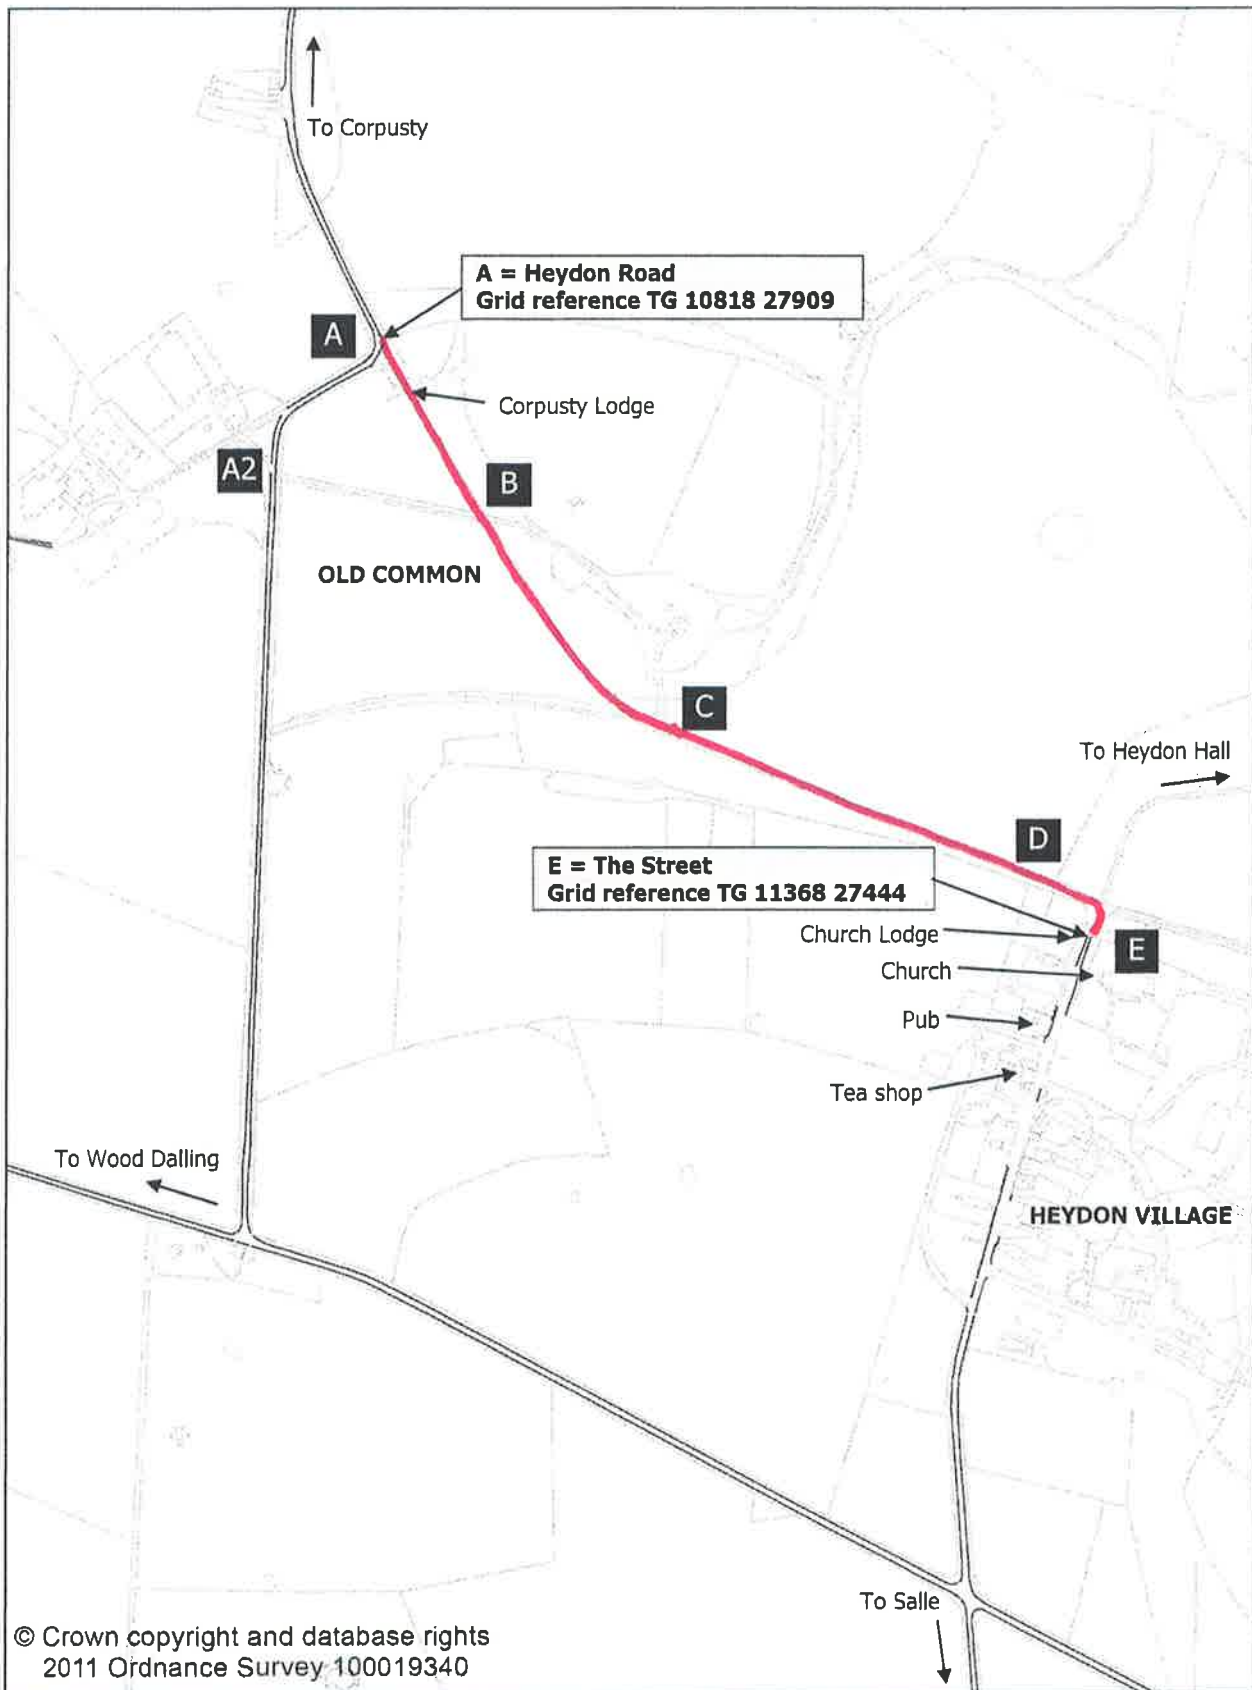 To Corpusty
A = Heydon Road
Grid reference TG 10818 27909
A
Corpusty Lodge
A2
B
OLD COMMON
C
To Heydon Hall
D
E = The Street
Grid reference TG 11368 27444
Church Lodge
E
Church
Pub
Tea shop
To Wood Dalling
HEYDON VILLAGE
To Salle
© Crown copyright and database rights
2011 Ordnance Survey 100019340